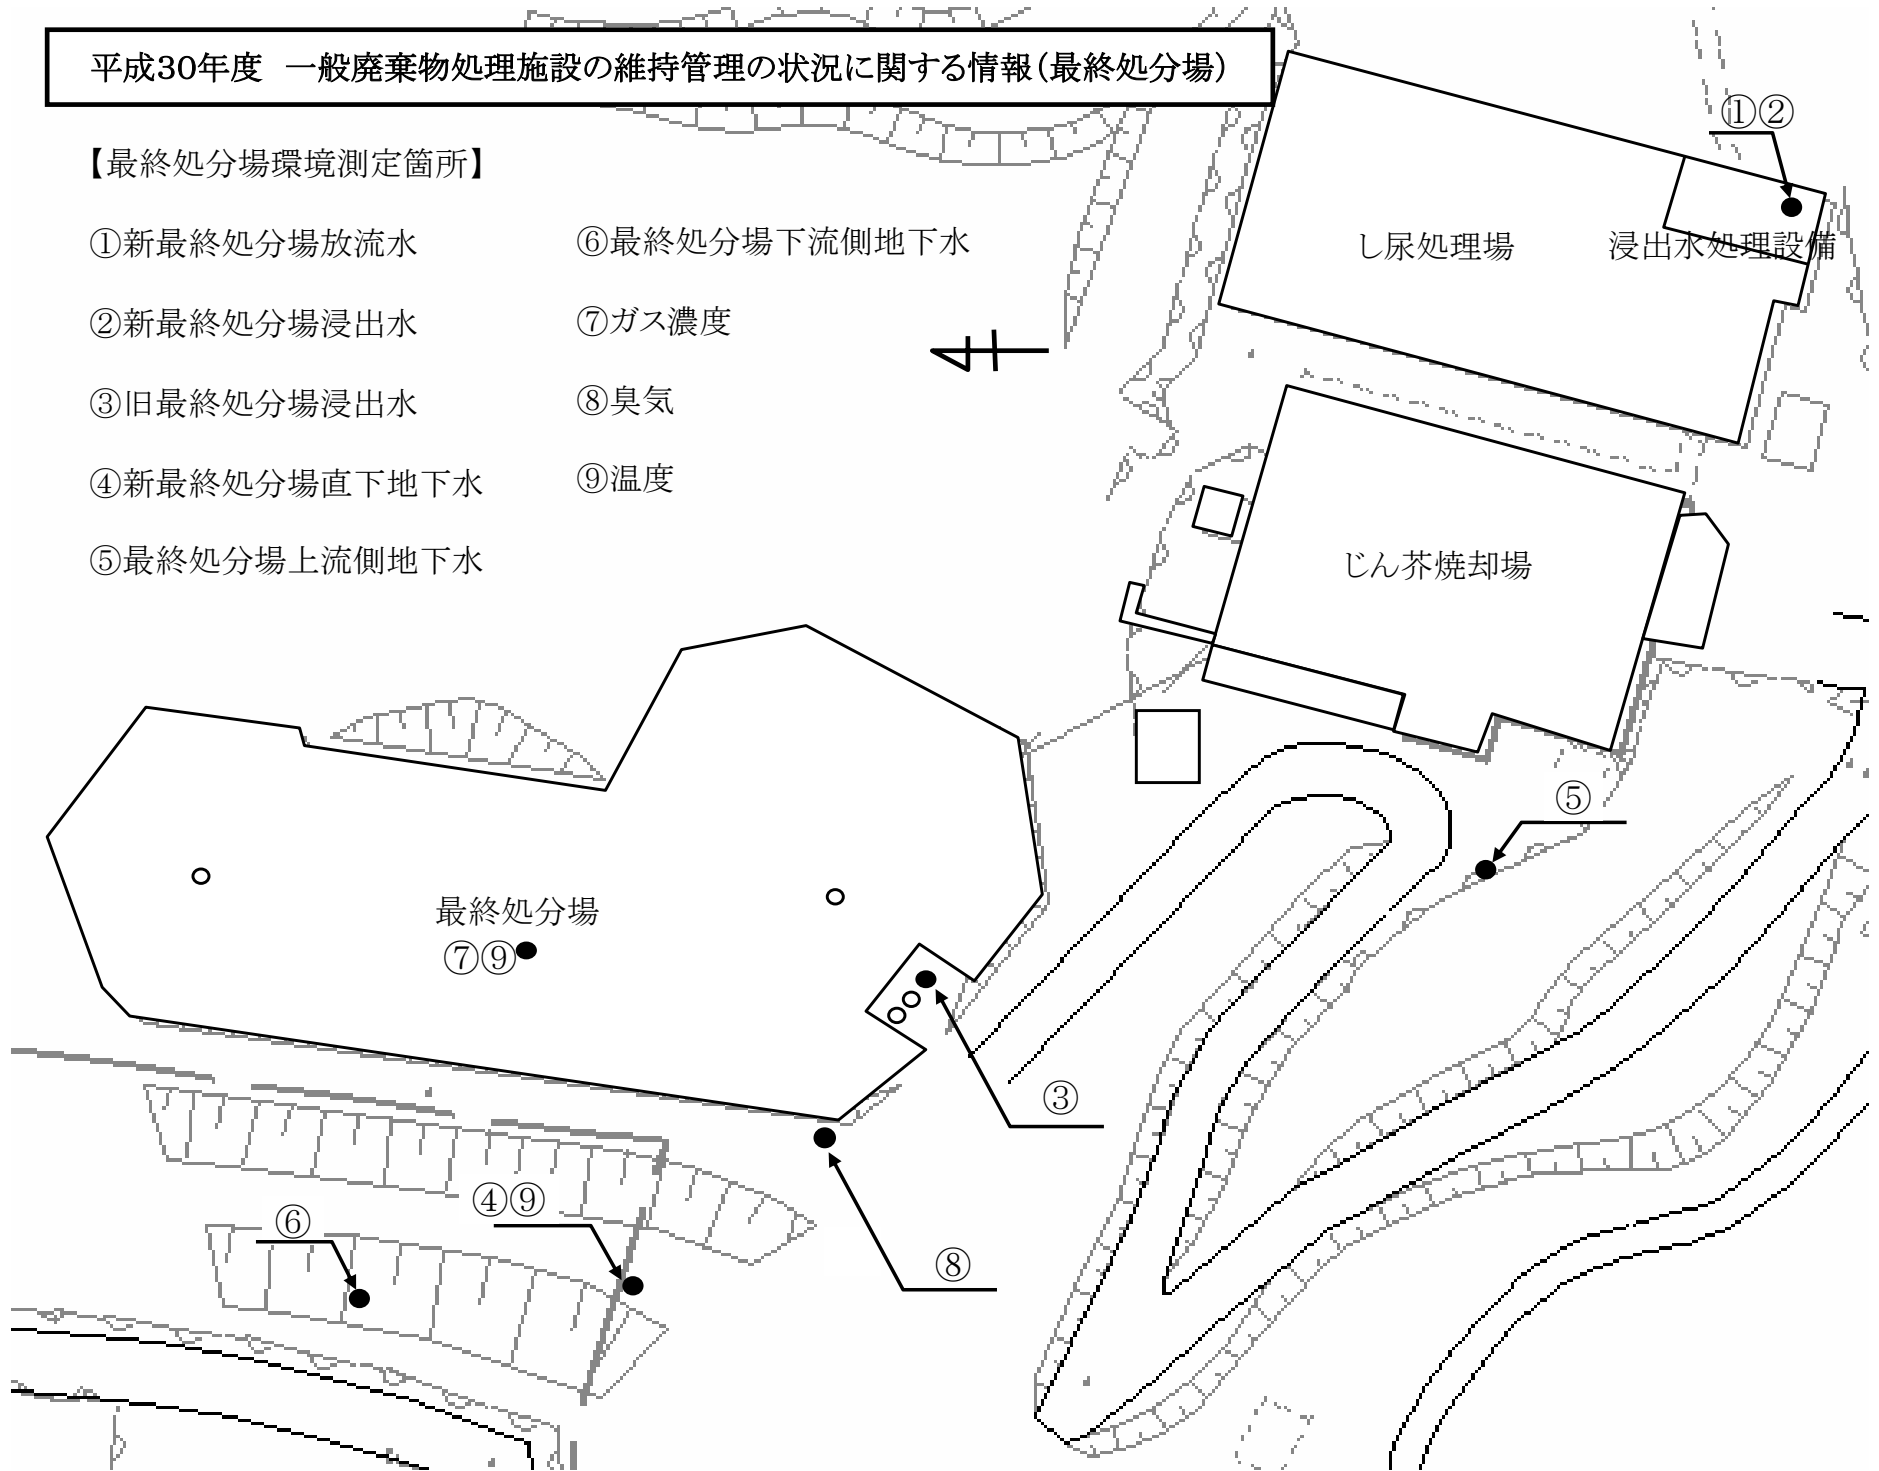 平成30年度　一般廃棄物処理施設の維持管理の状況に関する情報（最終処分場）
【最終処分場環境測定箇所】
①新最終処分場放流水
②新最終処分場浸出水
③旧最終処分場浸出水
④新最終処分場直下地下水
⑤最終処分場上流側地下水
⑥最終処分場下流側地下水
⑦ガス濃度
⑧臭気
⑨温度
①②
し尿処理場
浸出水処理設備
じん芥焼却場
⑤
最終処分場
⑦⑨
③
④⑨
⑥
⑧